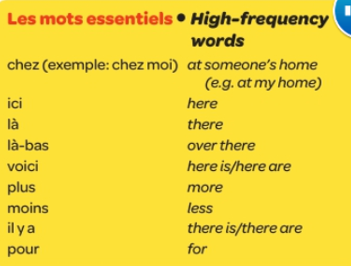 Les mots essentiels • High-frequency
words
chez (exemple: chez moi) at someone's home
(e.g. at my home)
ici here
là there
là-bas over there
voici here is/here are
plus more
moins less
il y a there is/there are
pour for